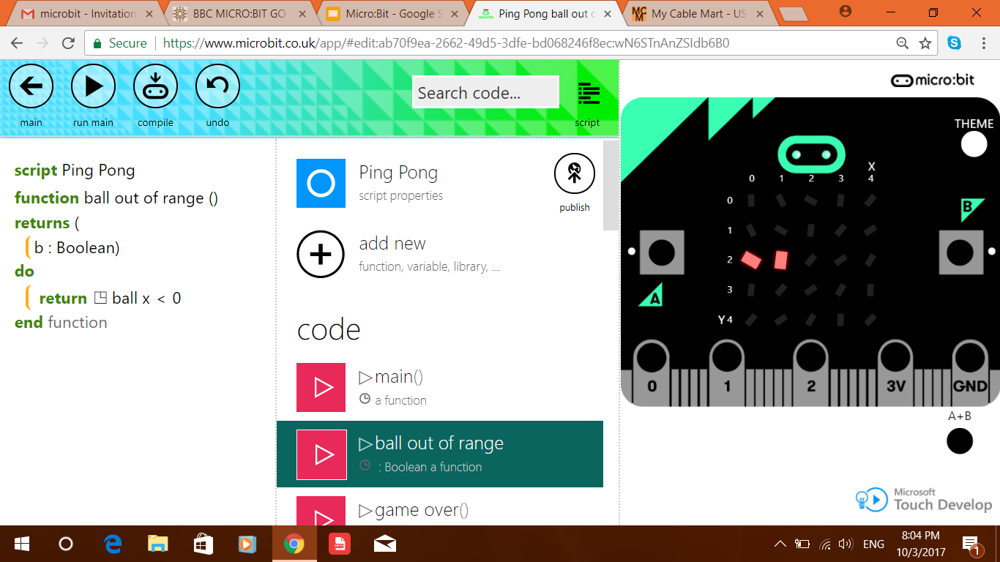 microbit - Invitation
BBC MICRO:BIT GO
Micro:Bit - Google S
Ping Pong ball out o
My Cable Mart - US
Secure
https://www.microbit.co.uk/app/#edit:ab70f9ea-2662-49d5-3dfe-bd068246f8ec:wN6STnAnZSIdb6B0
main
run main
compile
undo
Search code...
script
script Ping Pong
function ball out of range ()
returns (
b : Boolean)
do
return ball x < 0
end function
Ping Pong
script properties
publish
add new
function, variable, library, ...
code
main()
a function
ball out of range
: Boolean a function
game over()
micro:bit
THEME
X
0 1 2 3 4
0
1
2
3
Y 4
A
B
0 1 2 3V GND
A+B
Microsoft
Touch Develop
ENG
8:04 PM
10/3/2017
1